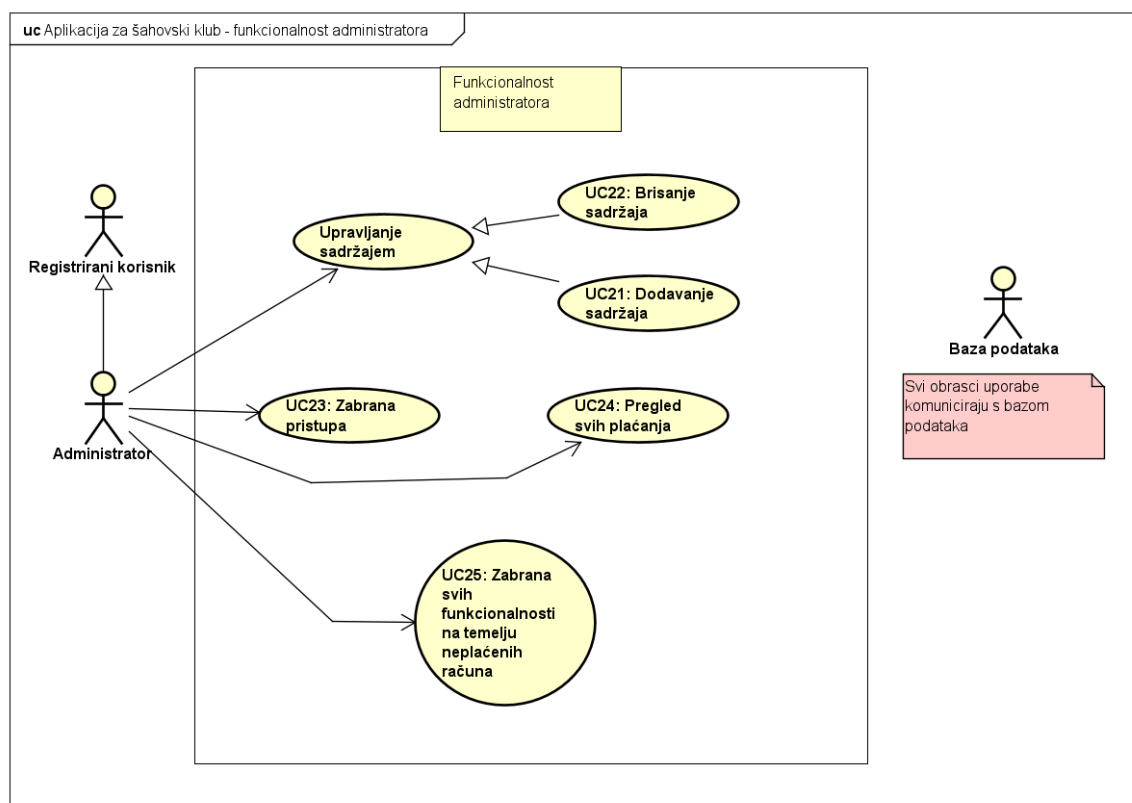 uc Aplikacija za šahovski klub - funkcionalnost administratora
Funkcionalnost
administratora
UC22: Brisanje
sadržaja
Upravljanje
sadržajem
Registrirani korisnik
UC21: Dodavanje
sadržaja
Baza podataka
Svi obrasci uporabe
komuniciraju s bazom
podataka
UC23: Zabrana
pristupa
UC24: Pregled
svih plaćanja
Administrator
UC25: Zabrana
svih
funkcionalnosti
na temelju
neplaćenih
računa